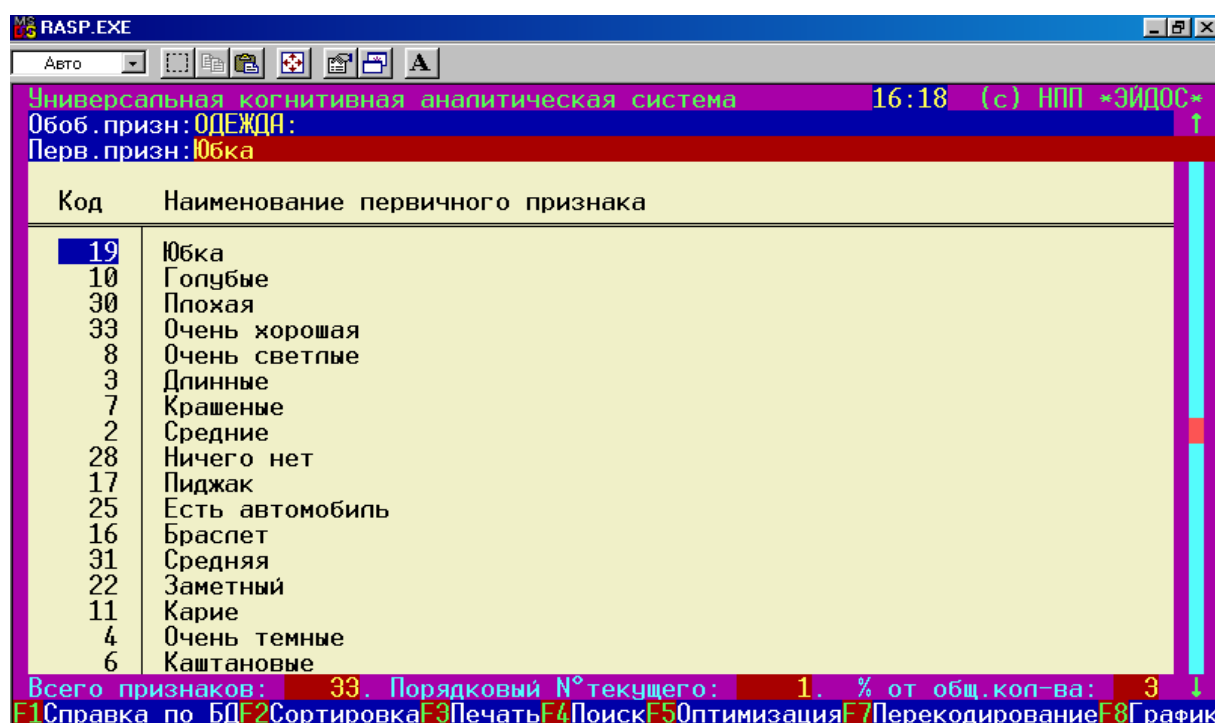 MS DOS RASP.EXE
Авто
A
Универсальная когнитивная аналитическая система 16:18 (c) НПП *ЭЙДОС*
Обоб.призн:ОДЕЖДА: ↑
Перв.призн:Юбка
Код Наименование первичного признака
19 Юбка
10 Голубые
30 Плохая
33 Очень хорошая
8 Очень светлые
3 Длинные
7 Крашеные
2 Средние
28 Ничего нет
17 Пиджак
25 Есть автомобиль
16 Браслет
31 Средняя
22 Заметный
11 Карие
4 Очень темные
6 Каштановые
Всего признаков: 33. Порядковый N°текущего: 1. % от общ.кол-ва: 3 ↓
F1Справка по БДF2СортировкаF3ПечатьF4ПоискF5ОптимизацияF7ПерекодированиеF8График